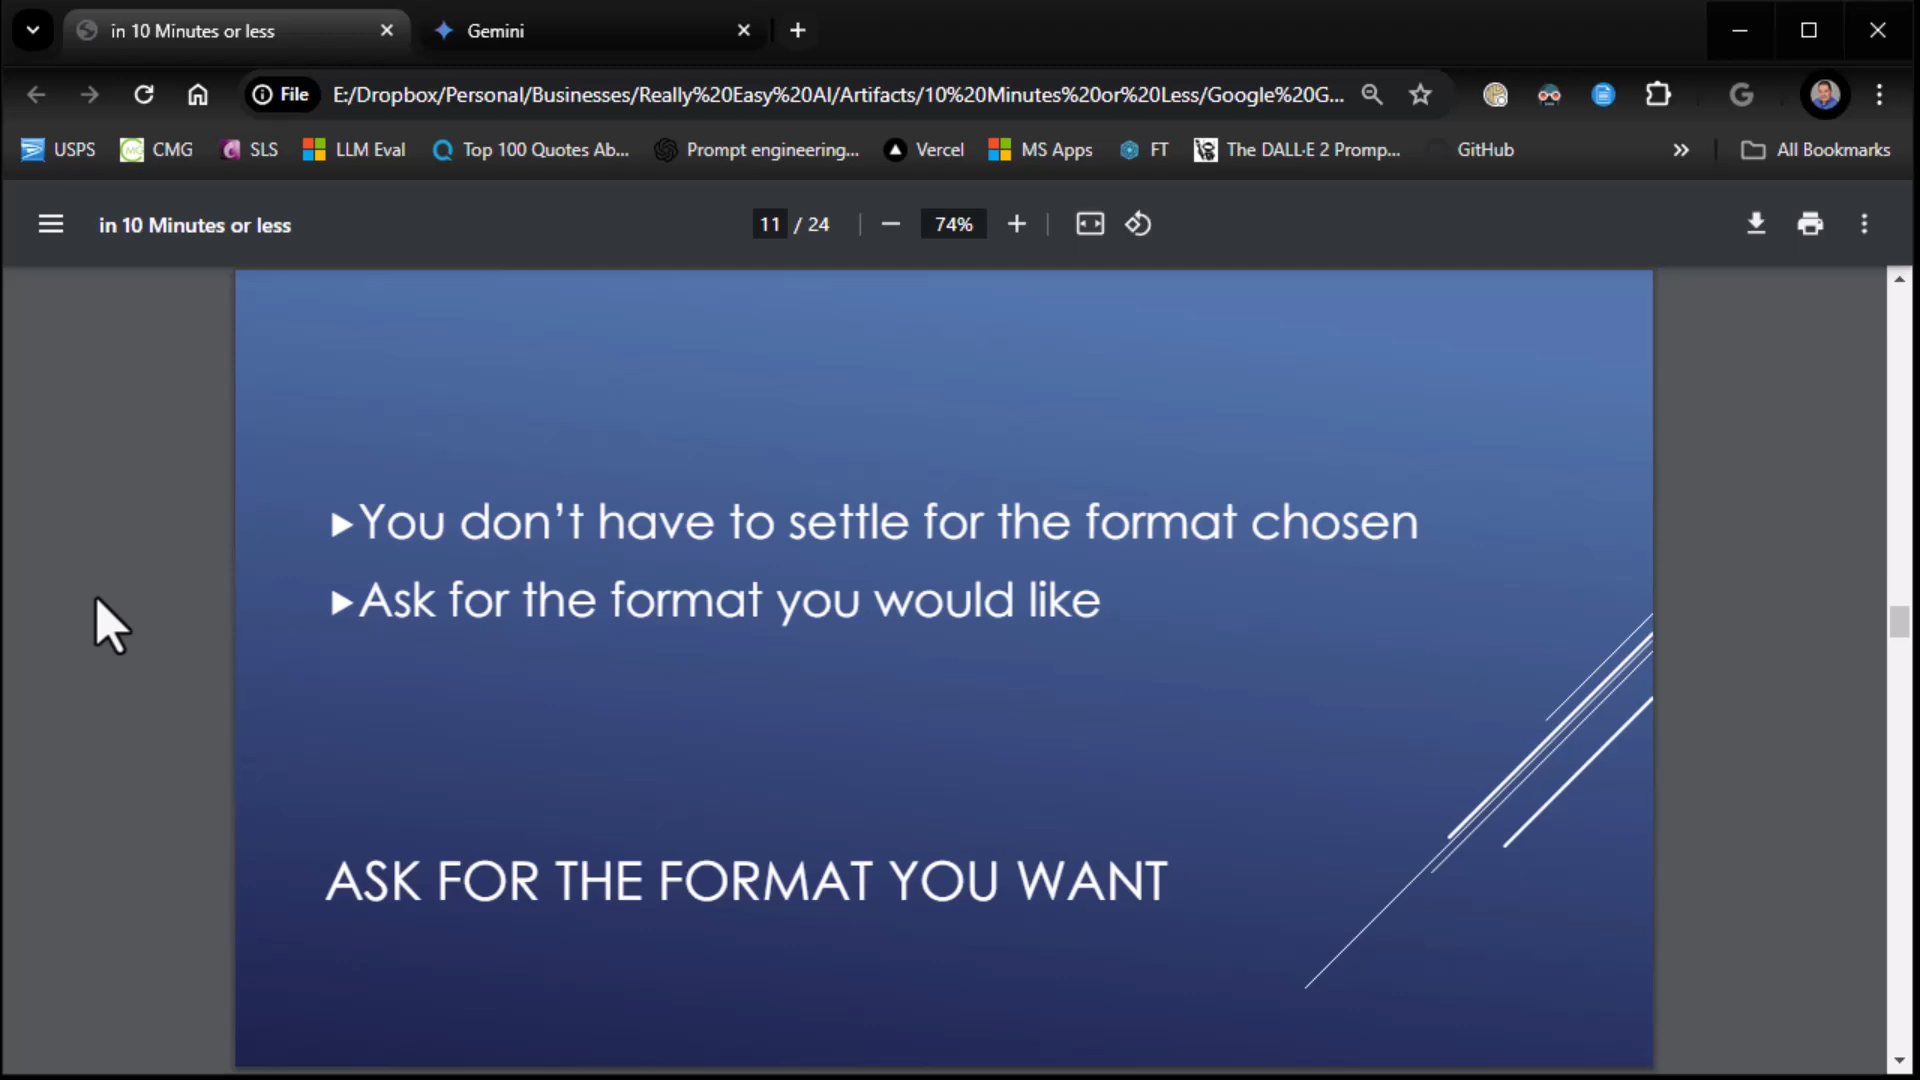 in 10 Minutes or less
Gemini
File
E:/Dropbox/Personal/Businesses/Really%20Easy%20AI/Artifacts/10%20Minutes%20or%20Less/Google%20G...
USPS
CMG
SLS
LLM Eval
Top 100 Quotes Ab...
Prompt engineering...
Vercel
MS Apps
FT
The DALL·E 2 Promp...
GitHub
All Bookmarks
in 10 Minutes or less
11 / 24
74%
You don’t have to settle for the format chosen
Ask for the format you would like
ASK FOR THE FORMAT YOU WANT